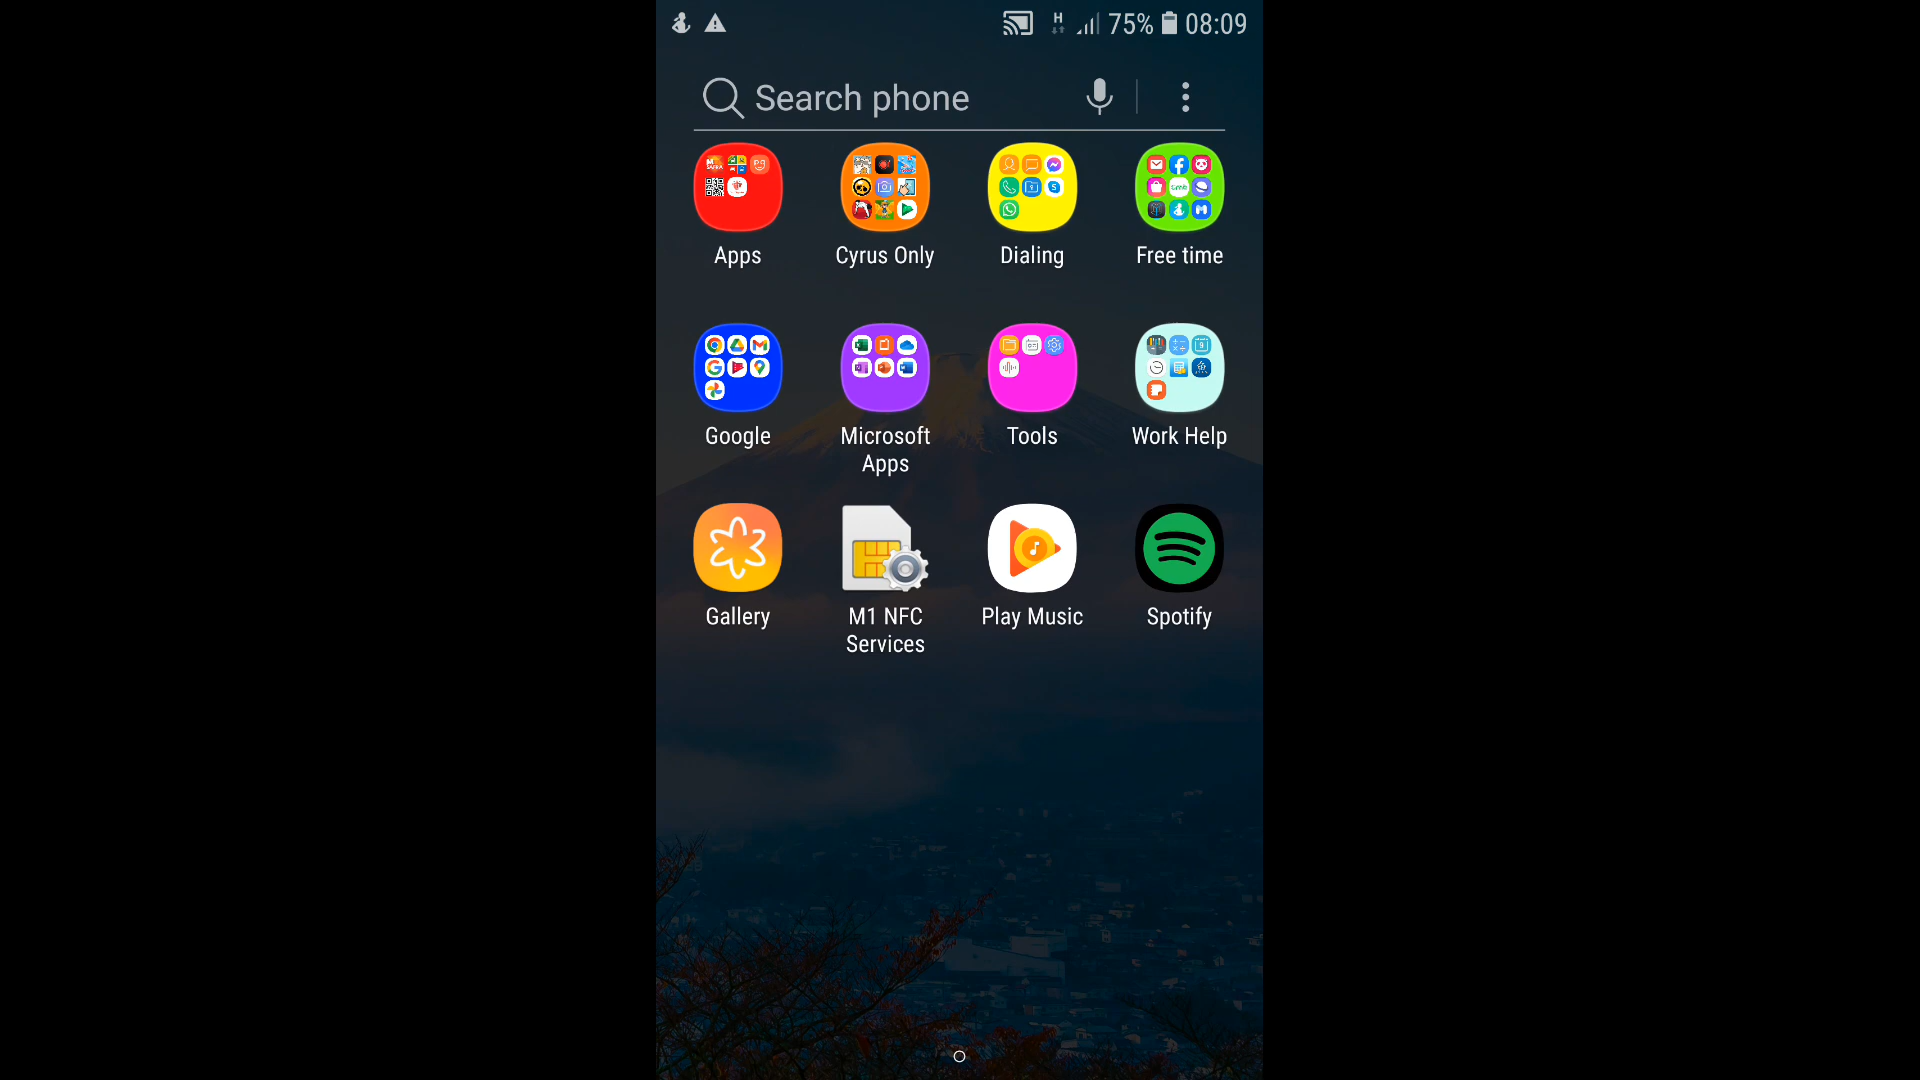 H 75% 08:09
Search phone
Apps Cyrus Only Dialing Free time
Google Microsoft Apps Tools Work Help
Gallery M1 NFC Services Play Music Spotify